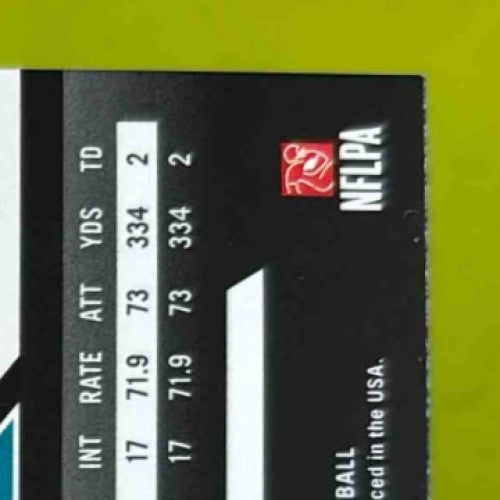 INT RATE ATT YDS TD
17 71.9 73 334 2
17 71.9 73 334 2
NFLPA
BALL
ced in the USA.